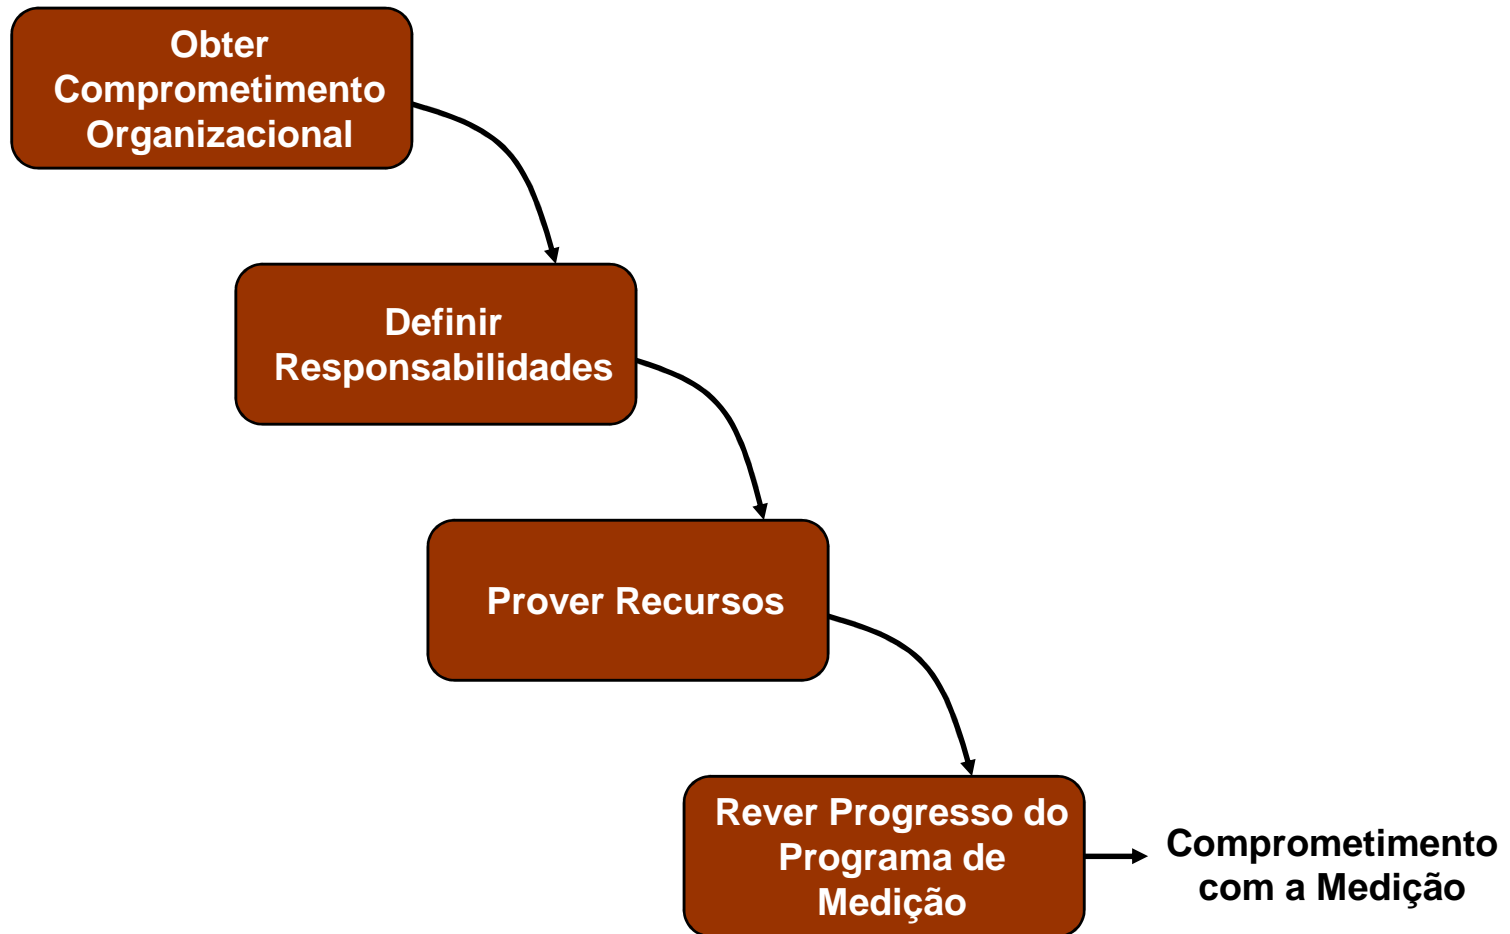 Obter
Comprometimento
Organizacional
Definir
Responsabilidades
Prover Recursos
Rever Progresso do
Programa de
Medição
Comprometimento
com a Medição